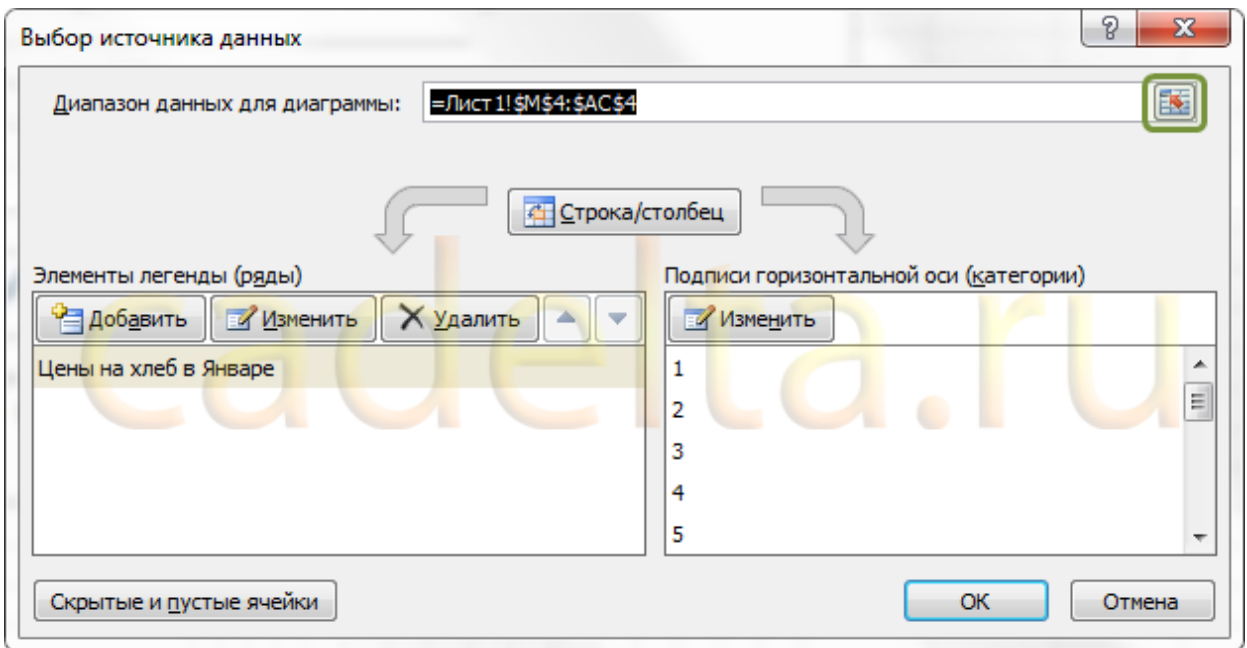 Выбор источника данных
Диапазон данных для диаграммы: =Лист1!$M$4:$AC$4
Строка/столбец
Элементы легенды (ряды)
Добавить Изменить Удалить
Цены на хлеб в Январе
Подписи горизонтальной оси (категории)
Изменить
1
2
3
4
5
Скрытые и пустые ячейки
ОК Отмена
cadelta.ru